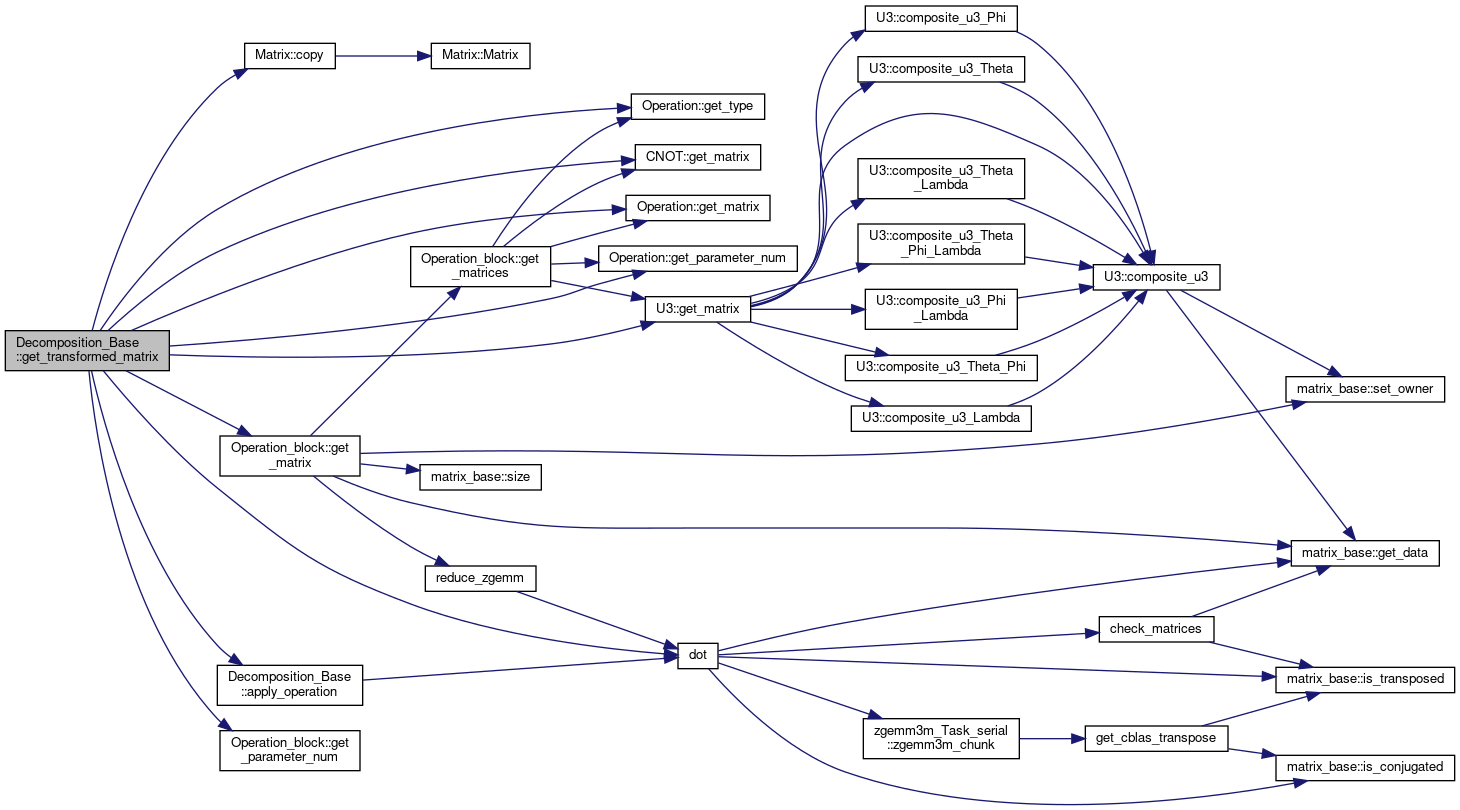 Decomposition_Base
::get_transformed_matrix
Matrix::copy
Matrix::Matrix
Operation::get_type
CNOT::get_matrix
Operation::get_matrix
Operation_block::get
_matrices
Operation::get_parameter_num
U3::get_matrix
U3::composite_u3_Phi
U3::composite_u3_Theta
U3::composite_u3_Theta
_Lambda
U3::composite_u3_Theta
_Phi_Lambda
U3::composite_u3_Phi
_Lambda
U3::composite_u3_Theta_Phi
U3::composite_u3_Lambda
U3::composite_u3
matrix_base::set_owner
Operation_block::get
_matrix
matrix_base::size
matrix_base::get_data
reduce_zgemm
dot
check_matrices
matrix_base::is_transposed
Decomposition_Base
::apply_operation
zgemm3m_Task_serial
::zgemm3m_chunk
get_cblas_transpose
matrix_base::is_conjugated
Operation_block::get
_parameter_num